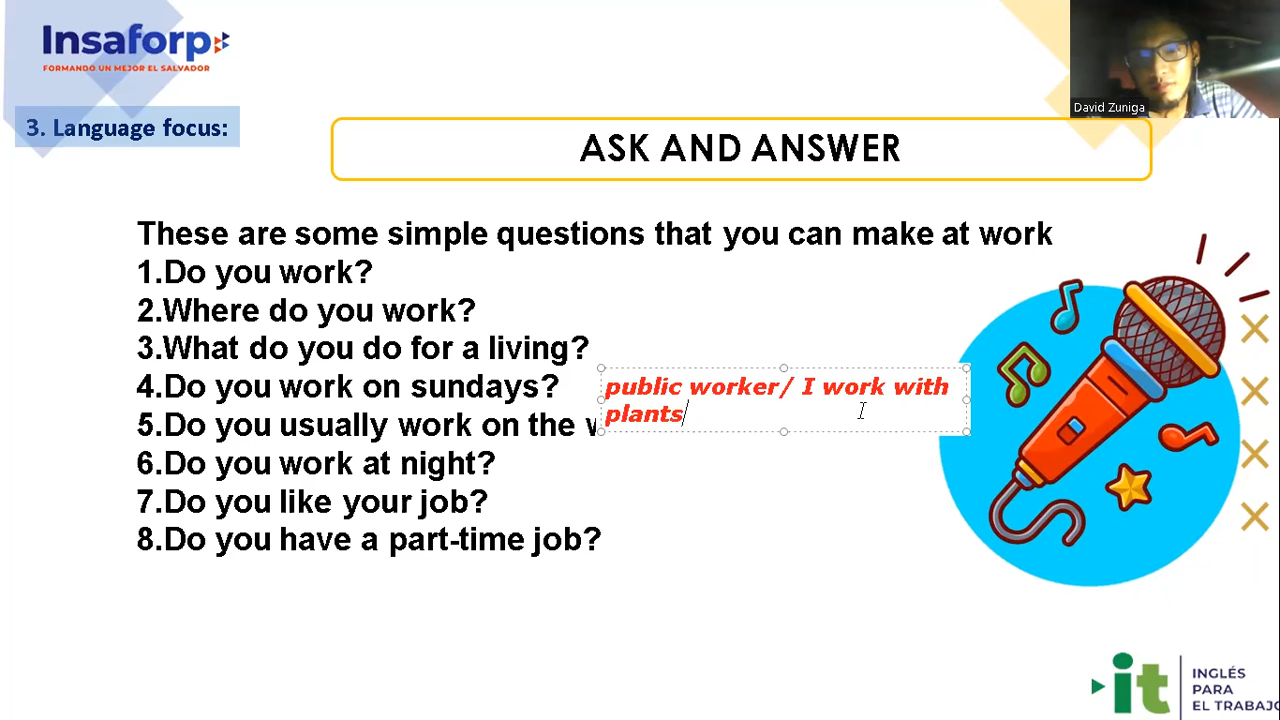 Insaforp
FORMANDO UN MEJOR EL SALVADOR
David Zuniga
3. Language focus:
ASK AND ANSWER
These are some simple questions that you can make at work
1.Do you work?
2.Where do you work?
3.What do you do for a living?
4.Do you work on sundays?
public worker/ I work with
plants
5.Do you usually work on the
6.Do you work at night?
7.Do you like your job?
8.Do you have a part-time job?
it
INGLÉS
PARA
EL TRABAJO